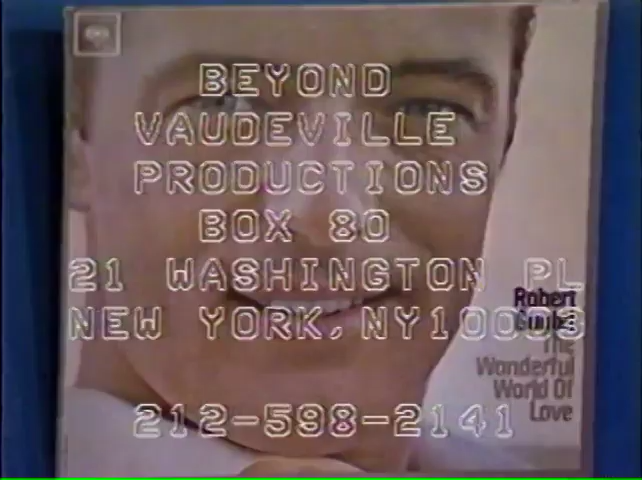 BEYOND
VAUDEVILLE
PRODUCTIONS
BOX 80
21 WASHINGTON PL
NEW YORK, NY10003
212-598-2141
Robert
Goulet
The
Wonderful
World Of
Love